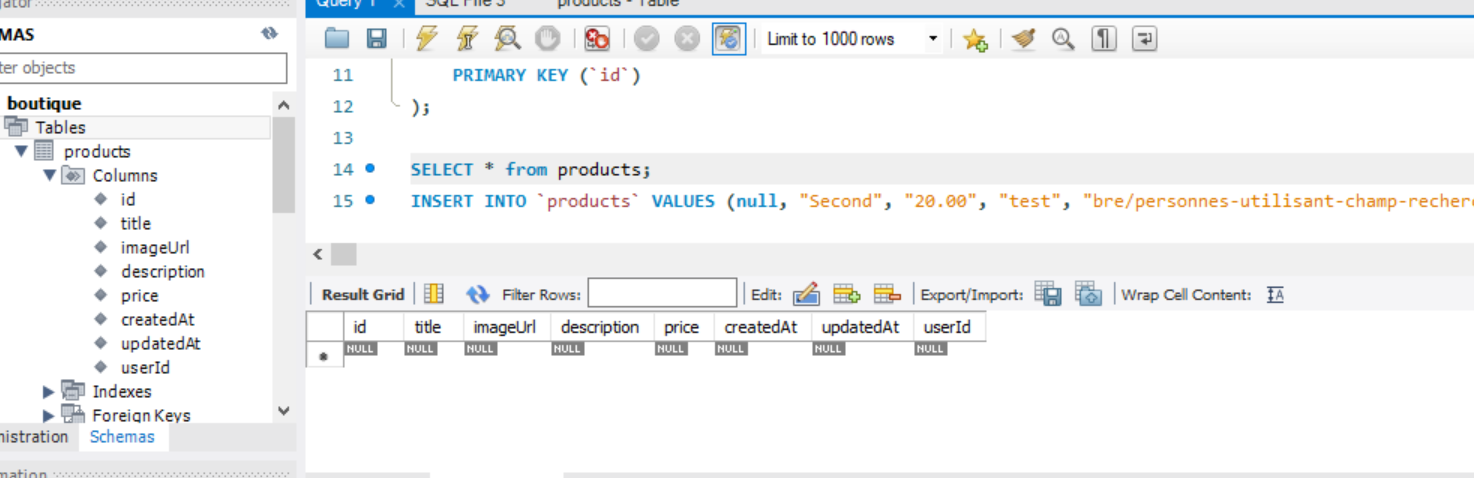 Query 1
SQL File 3
products - Table
MAS
Limit to 1000 rows
ter objects
boutique
Tables
products
Columns
id
title
imageUrl
description
price
createdAt
updatedAt
userId
Indexes
Foreign Keys
nistration Schemas
mation
11 PRIMARY KEY (`id`)
12 );
13
14 SELECT * from products;
15 INSERT INTO `products` VALUES (null, "Second", "20.00", "test", "bre/personnes-utilisant-champ-recher
Result Grid Filter Rows: Edit: Export/Import: Wrap Cell Content:
id title imageUrl description price createdAt updatedAt userId
NULL NULL NULL NULL NULL NULL NULL NULL